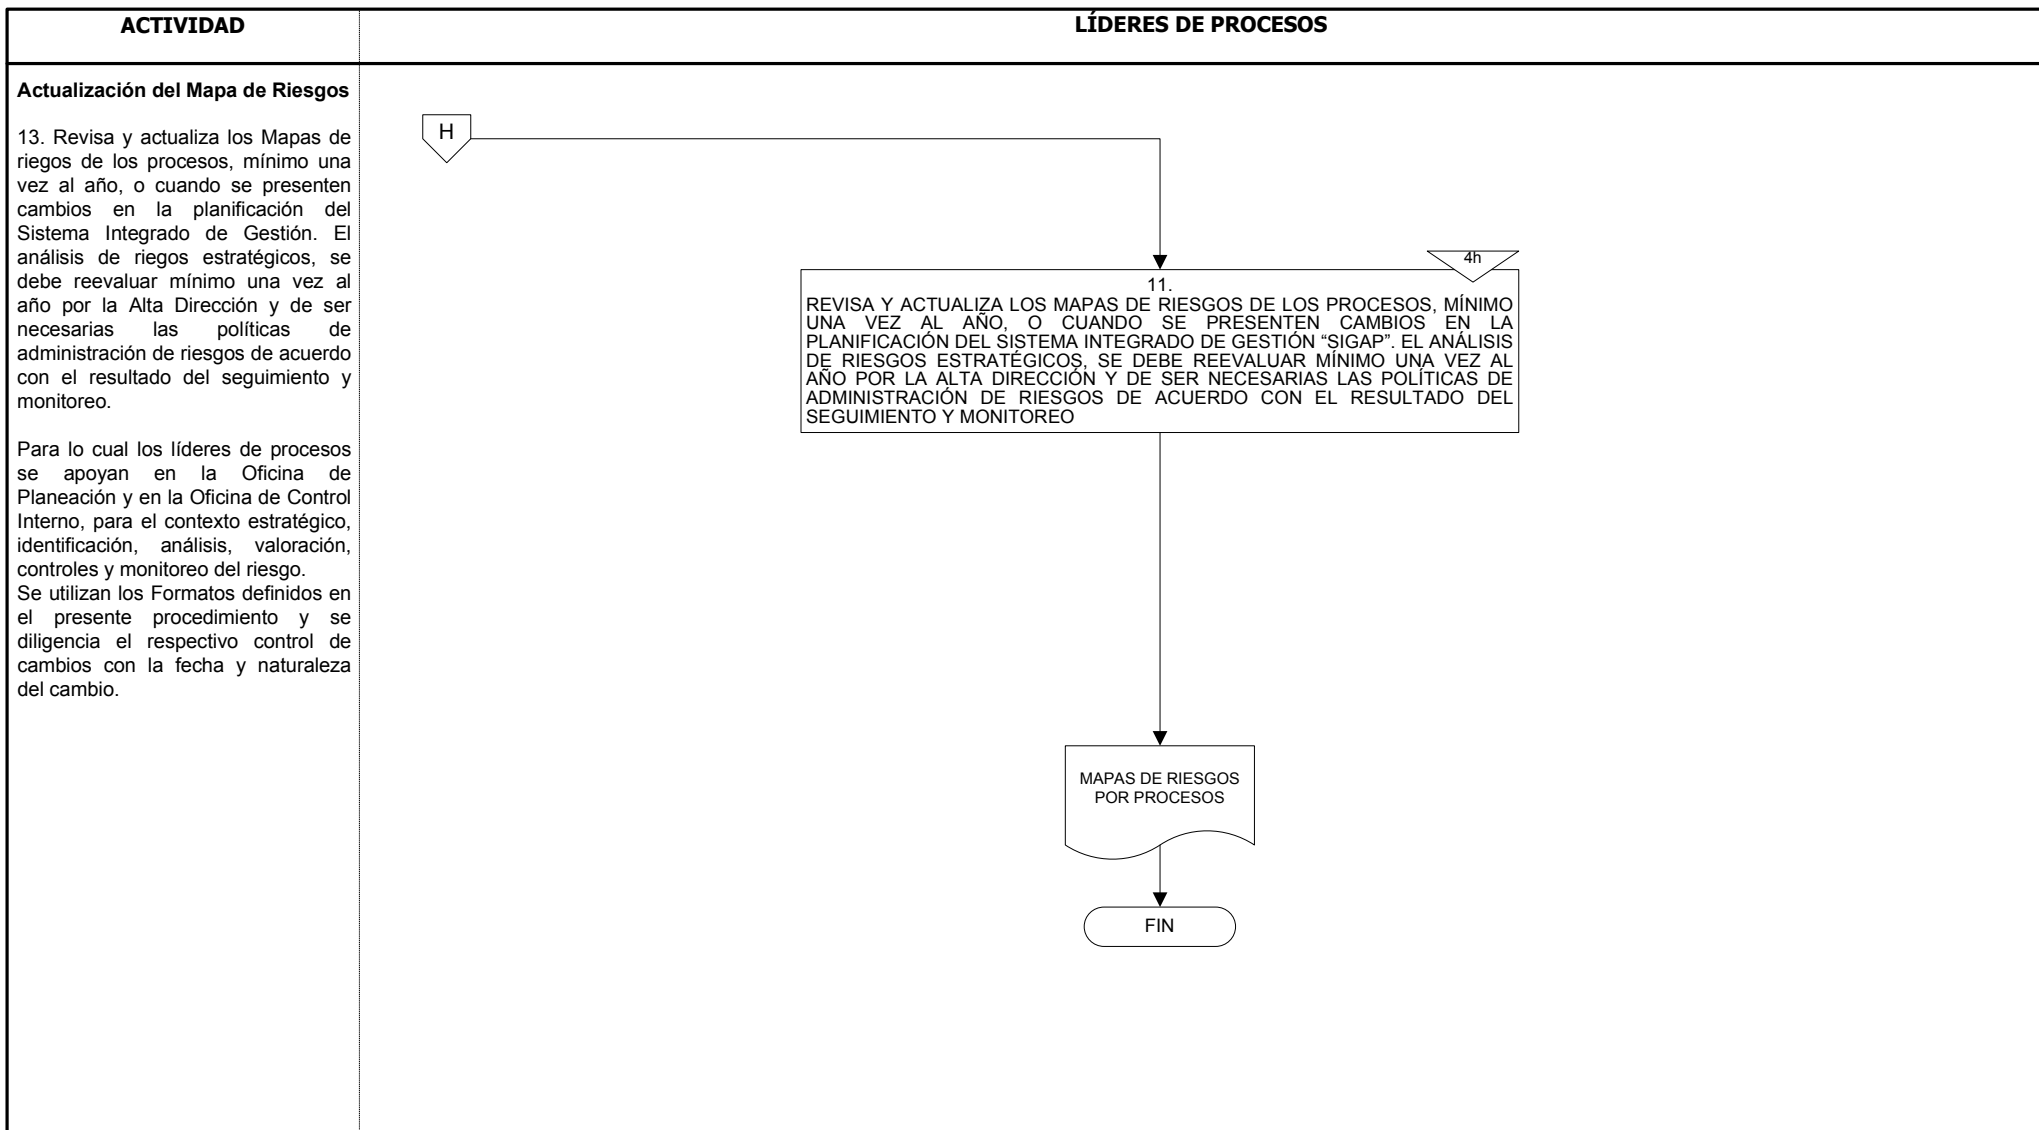 ACTIVIDAD
LÍDERES DE PROCESOS
Actualización del Mapa de Riesgos
13. Revisa y actualiza los Mapas de
riegos de los procesos, mínimo una
vez al año, o cuando se presenten
cambios en la planificación del
Sistema Integrado de Gestión. El
análisis de riegos estratégicos, se
debe reevaluar mínimo una vez al
año por la Alta Dirección y de ser
necesarias las políticas de
administración de riesgos de acuerdo
con el resultado del seguimiento y
monitoreo.
Para lo cual los líderes de procesos
se apoyan en la Oficina de
Planeación y en la Oficina de Control
Interno, para el contexto estratégico,
identificación, análisis, valoración,
controles y monitoreo del riesgo.
Se utilizan los Formatos definidos en
el presente procedimiento y se
diligencia el respectivo control de
cambios con la fecha y naturaleza
del cambio.
H
4h
11.
REVISA Y ACTUALIZA LOS MAPAS DE RIESGOS DE LOS PROCESOS, MÍNIMO
UNA VEZ AL AÑO, O CUANDO SE PRESENTEN CAMBIOS EN LA
PLANIFICACIÓN DEL SISTEMA INTEGRADO DE GESTIÓN “SIGAP”. EL ANÁLISIS
DE RIESGOS ESTRATÉGICOS, SE DEBE REEVALUAR MÍNIMO UNA VEZ AL
AÑO POR LA ALTA DIRECCIÓN Y DE SER NECESARIAS LAS POLÍTICAS DE
ADMINISTRACIÓN DE RIESGOS DE ACUERDO CON EL RESULTADO DEL
SEGUIMIENTO Y MONITOREO
MAPAS DE RIESGOS
POR PROCESOS
FIN